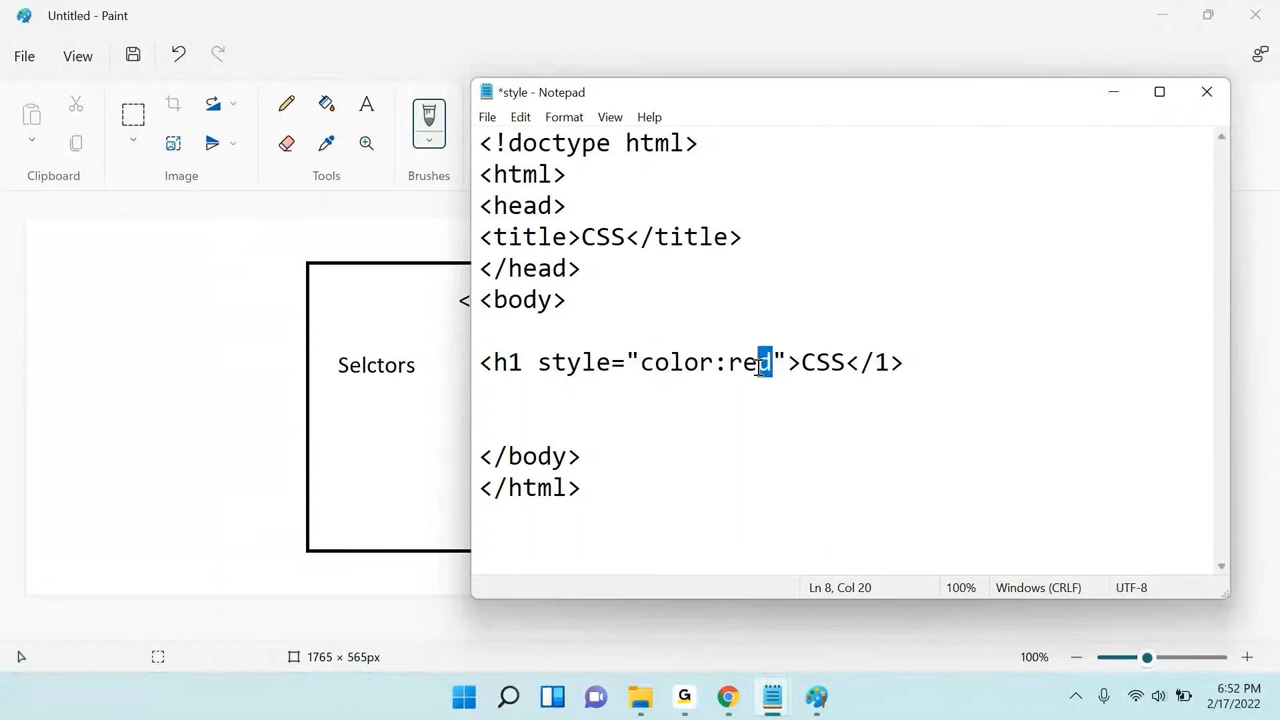 Untitled - Paint
File View
Clipboard Image Tools Brushes
Selctors
<
*style - Notepad
File Edit Format View Help
<!doctype html>
<html>
<head>
<title>CSS</title>
</head>
<body>
<h1 style="color:red">CSS</1>
</body>
</html>
Ln 8, Col 20 100% Windows (CRLF) UTF-8
1765 × 565px 100%
G
6:52 PM
2/17/2022